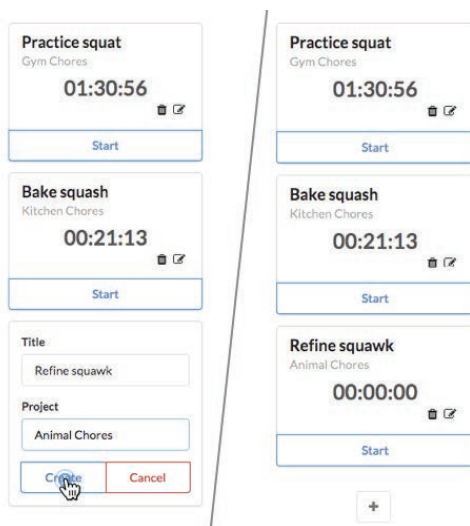 Practice squat
Gym Chores
01:30:56
Start
Bake squash
Kitchen Chores
00:21:13
Start
Title
Refine squawk
Project
Animal Chores
Create
Cancel
Practice squat
Gym Chores
01:30:56
Start
Bake squash
Kitchen Chores
00:21:13
Start
Refine squawk
Animal Chores
00:00:00
Start
+